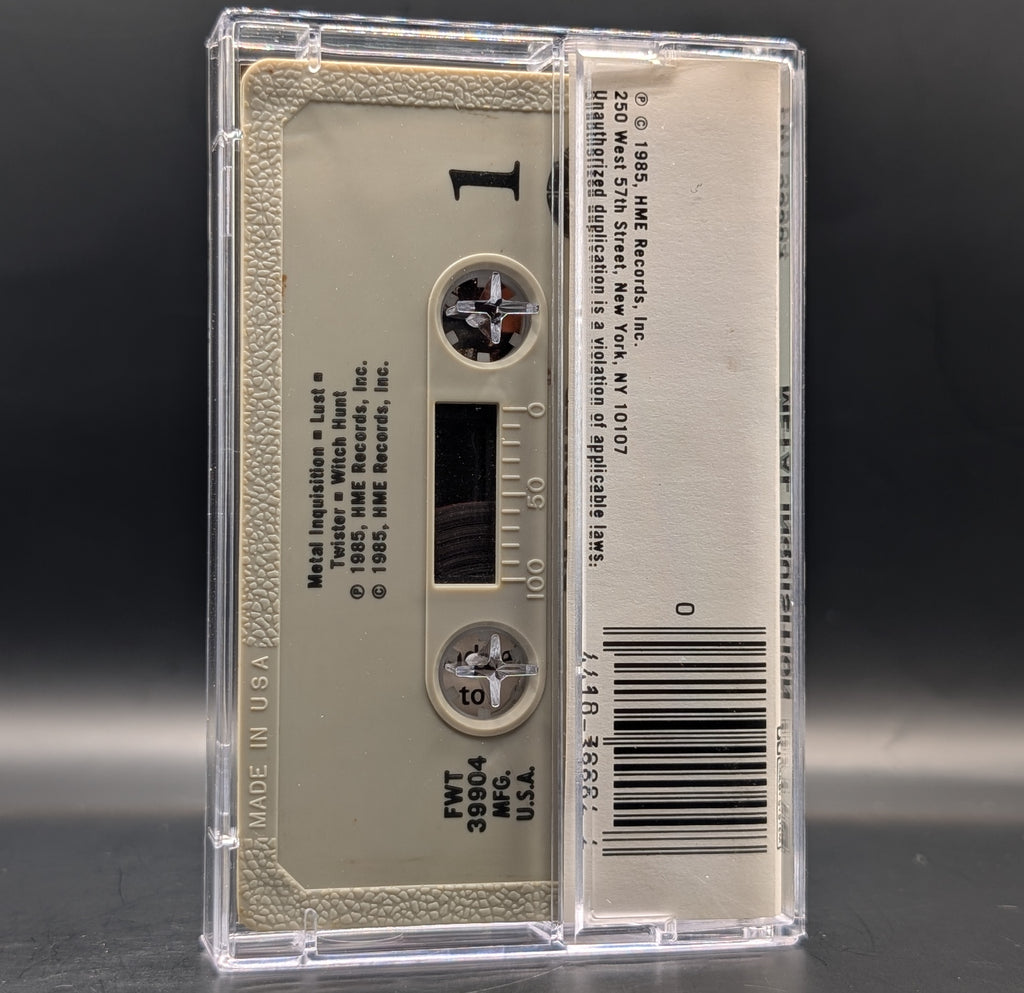 1
Metal Inquisition ■ Lust ■
Twister ■ Witch Hunt
℗ 1985, HME Records, Inc.
© 1985, HME Records, Inc.
0
50
100
to
FWT
39904
MFG.
U.S.A.
MADE IN USA
℗ © 1985, HME Records, Inc.
250 West 57th Street, New York, NY 10107
Unauthorized duplication is a violation of applicable laws.
0